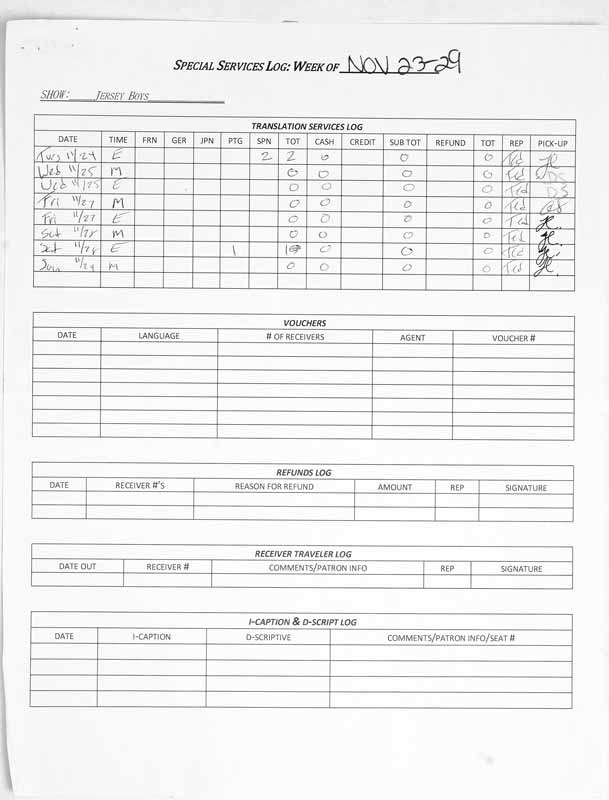 SPECIAL SERVICES LOG: WEEK OF NOV 23-29
SHOW: JERSEY BOYS
TRANSLATION SERVICES LOG
DATE TIME FRN GER JPN PTG SPN TOT CASH CREDIT SUB TOT REFUND TOT REP PICK-UP
Tues 11/24 E 2 2 0 0 0 Ted JC
Wed 11/25 M 0 0 0 0 Ted DS
Wed 11/25 E 0 0 0 0 Ted DS
Fri 11/27 M 0 0 0 0 Ted
Fri 11/27 E 0 0 0 0 Ted JC
Sat 11/28 M 0 0 0 0 Ted JC
Sat 11/28 E 1 1 0 0 0 Ted JC
Sun 11/29 M 0 0 0 0 Ted JC
VOUCHERS
DATE LANGUAGE # OF RECEIVERS AGENT VOUCHER #
REFUNDS LOG
DATE RECEIVER #'S REASON FOR REFUND AMOUNT REP SIGNATURE
RECEIVER TRAVELER LOG
DATE OUT RECEIVER # COMMENTS/PATRON INFO REP SIGNATURE
I-CAPTION & D-SCRIPT LOG
DATE I-CAPTION D-SCRIPTIVE COMMENTS/PATRON INFO/SEAT #